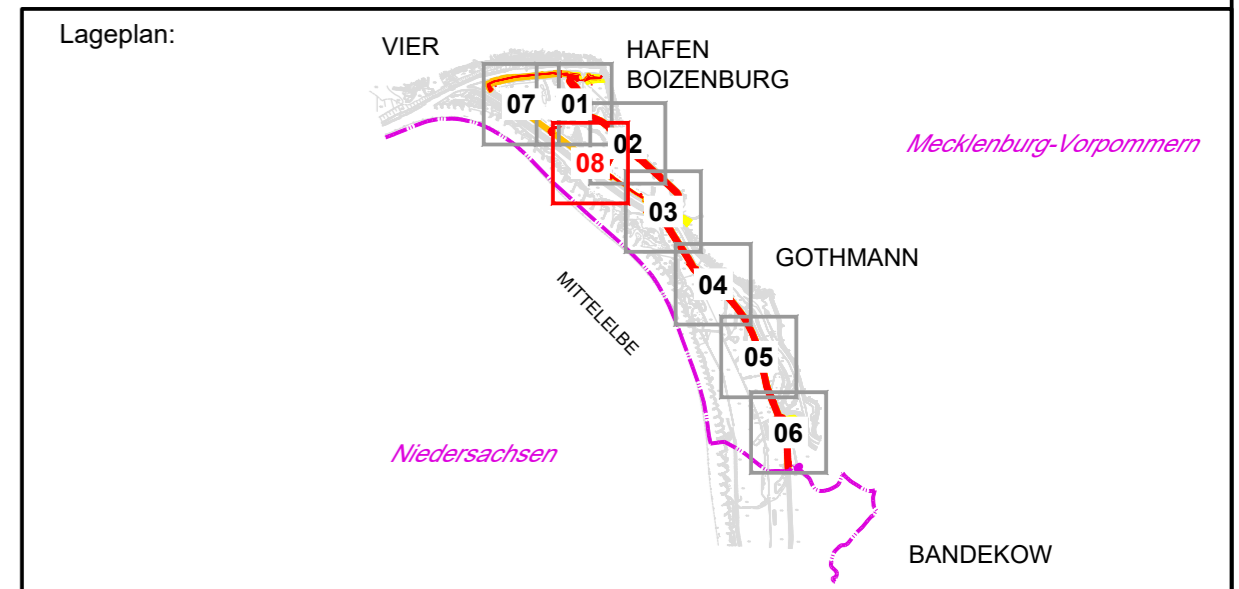 Lageplan:
VIER
HAFEN
BOIZENBURG
07
01
02
Mecklenburg-Vorpommern
08
03
GOTHMANN
04
MITTELELBE
05
06
Niedersachsen
BANDEKOW